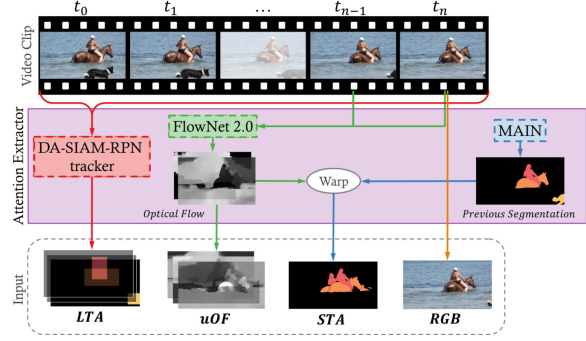 t0 t1 ... tn−1 tn
Video Clip
Attention Extractor
DA-SIAM-RPN
tracker
FlowNet 2.0
MAIN
Warp
Optical Flow
Previous Segmentation
Input
LTA uOF STA RGB